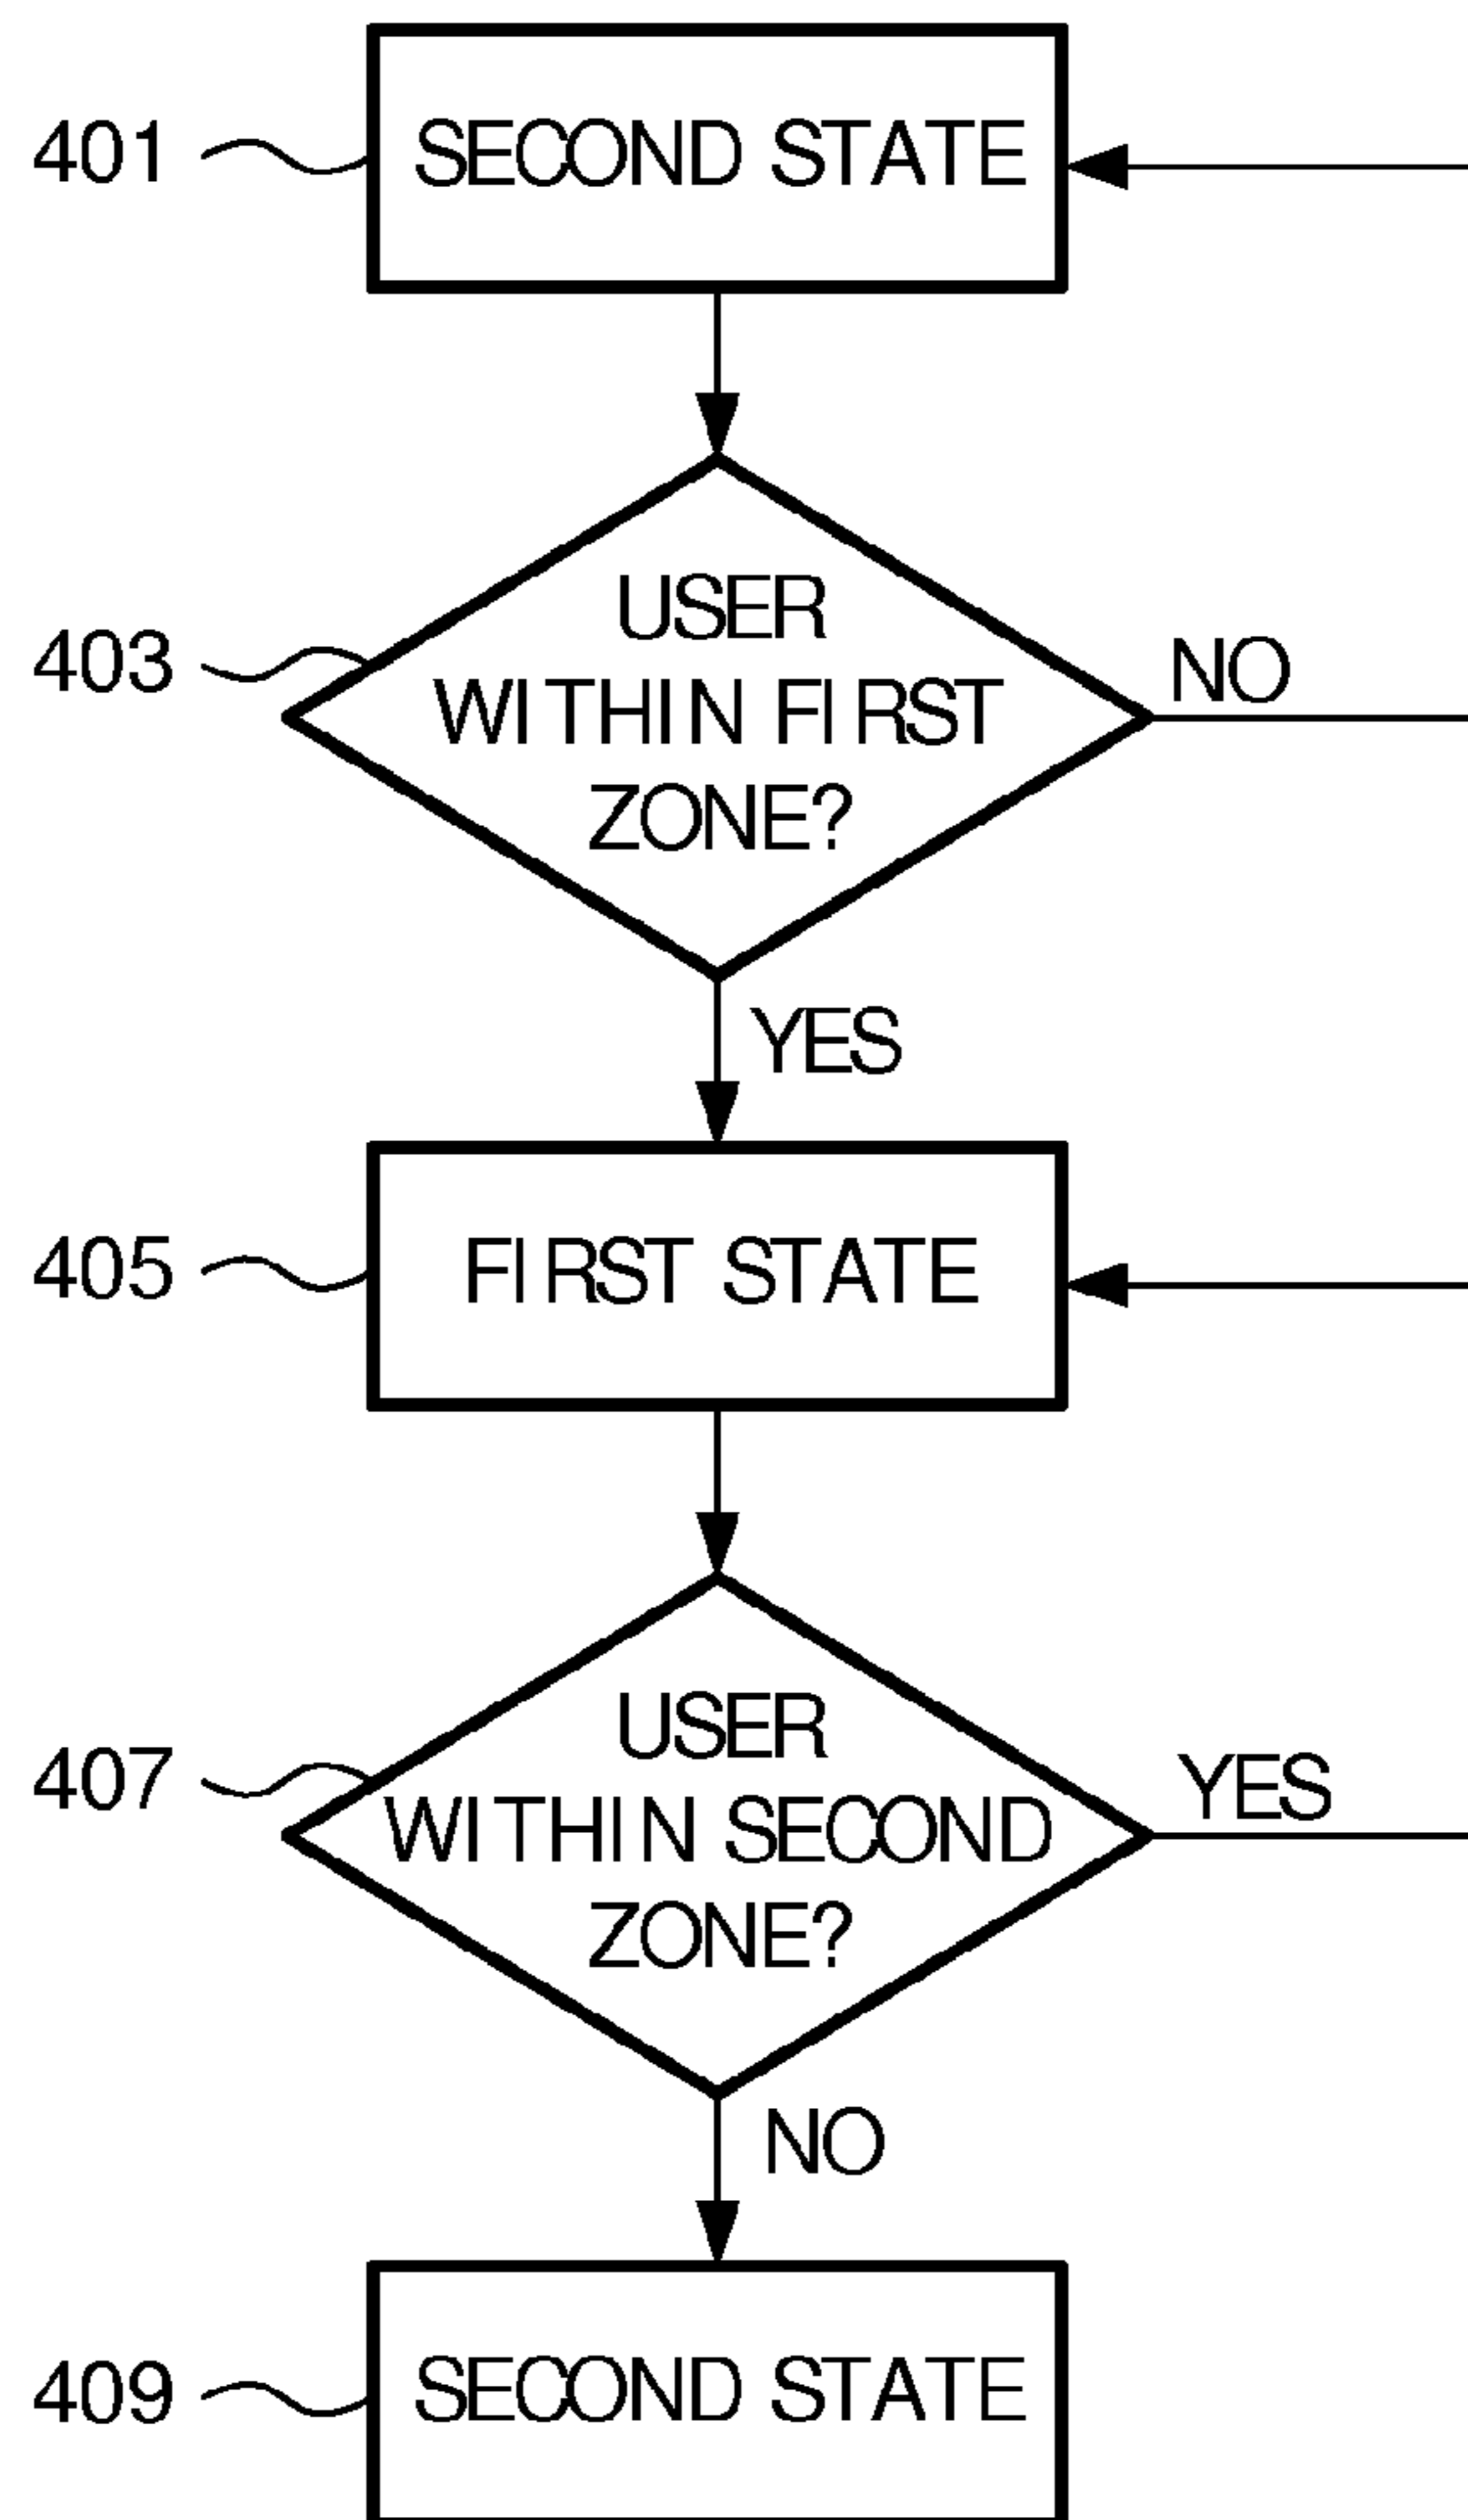 401
SECOND STATE
403
USER
WITHIN FIRST
ZONE?
NO
YES
405
FIRST STATE
407
USER
WITHIN SECOND
ZONE?
YES
NO
409
SECOND STATE